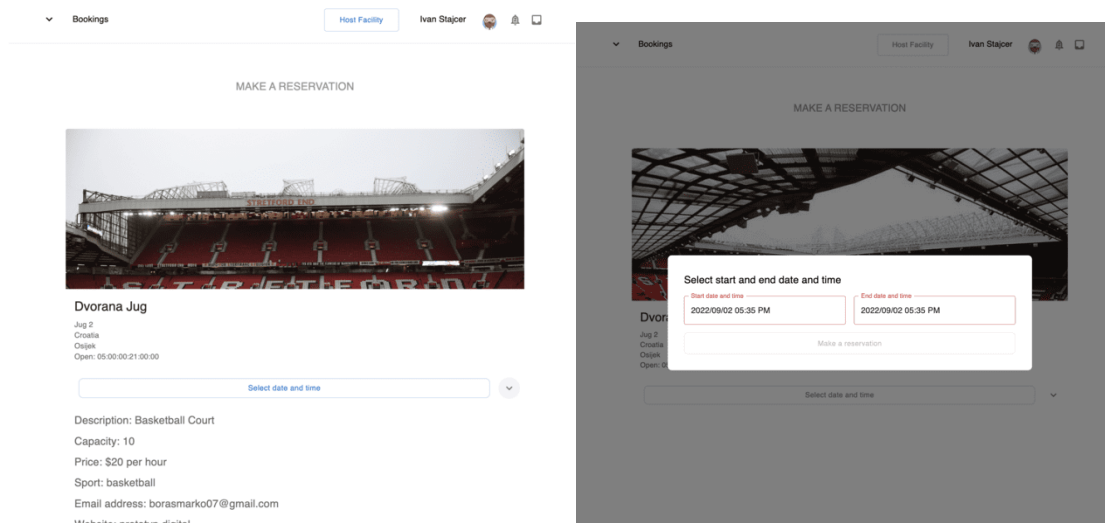 Bookings
Host Facility
Ivan Stajcer
MAKE A RESERVATION
STRETFORD END
STRETFORD
Dvorana Jug
Jug 2
Croatia
Osijek
Open: 05:00:00:21:00:00
Select date and time
Description: Basketball Court
Capacity: 10
Price: $20 per hour
Sport: basketball
Email address: borasmarko07@gmail.com
Bookings
Host Facility
Ivan Stajcer
MAKE A RESERVATION
Select start and end date and time
Start date and time
End date and time
2022/09/02 05:35 PM
2022/09/02 05:35 PM
Make a reservation
Jug 2
Croatia
Osijek
Select date and time